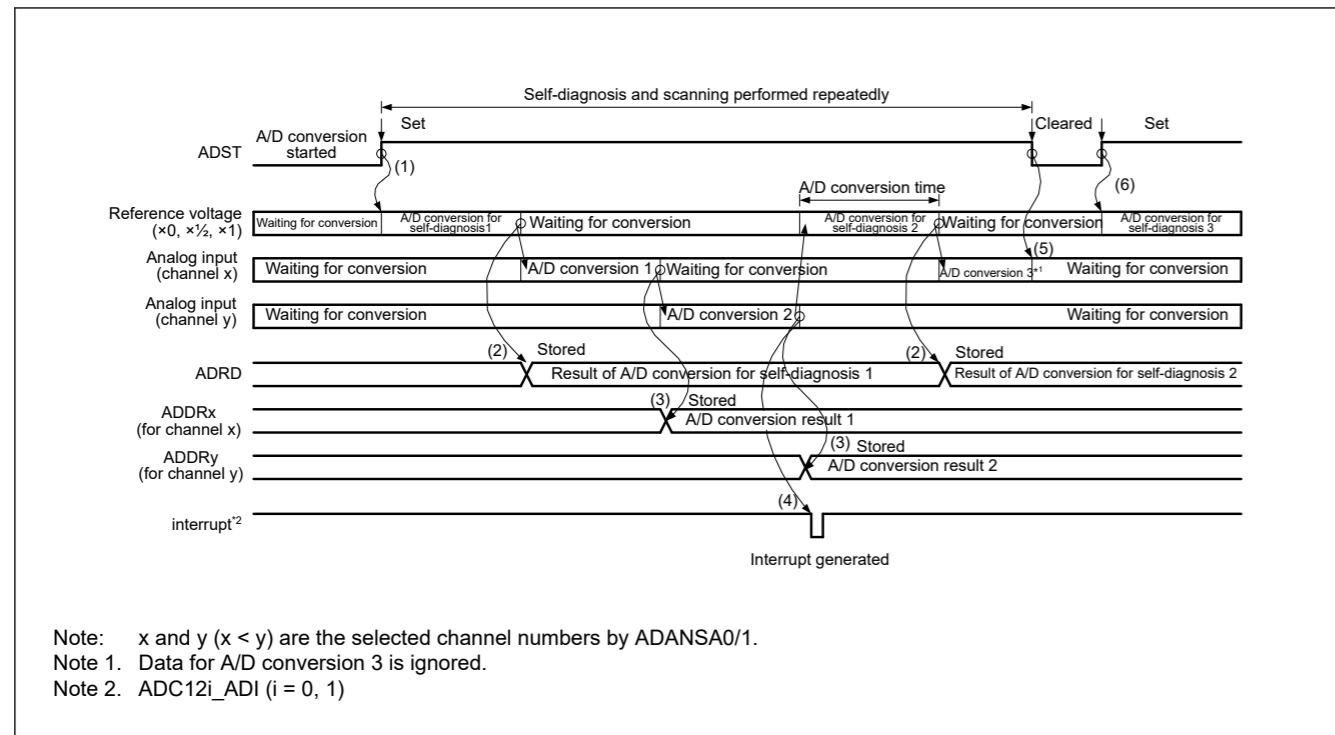 Self-diagnosis and scanning performed repeatedly
A/D conversion
started
Set
Cleared
Set
ADST
(1)
(6)
A/D conversion time
Reference voltage
(×0, ×½, ×1)
Waiting for conversion
A/D conversion for
self-diagnosis1
Waiting for conversion
A/D conversion for
self-diagnosis 2
Waiting for conversion
A/D conversion for
self-diagnosis 3
(5)
Analog input
(channel x)
Waiting for conversion
A/D conversion 1
Waiting for conversion
A/D conversion 3*1
Waiting for conversion
Analog input
(channel y)
Waiting for conversion
A/D conversion 2
Waiting for conversion
(2)
Stored
(2)
Stored
ADRD
Result of A/D conversion for self-diagnosis 1
Result of A/D conversion for self-diagnosis 2
(3)
Stored
ADDRx
(for channel x)
A/D conversion result 1
(3)
Stored
ADDRy
(for channel y)
A/D conversion result 2
(4)
interrupt*2
Interrupt generated
Note: x and y (x < y) are the selected channel numbers by ADANSA0/1.
Note 1. Data for A/D conversion 3 is ignored.
Note 2. ADC12i_ADI (i = 0, 1)